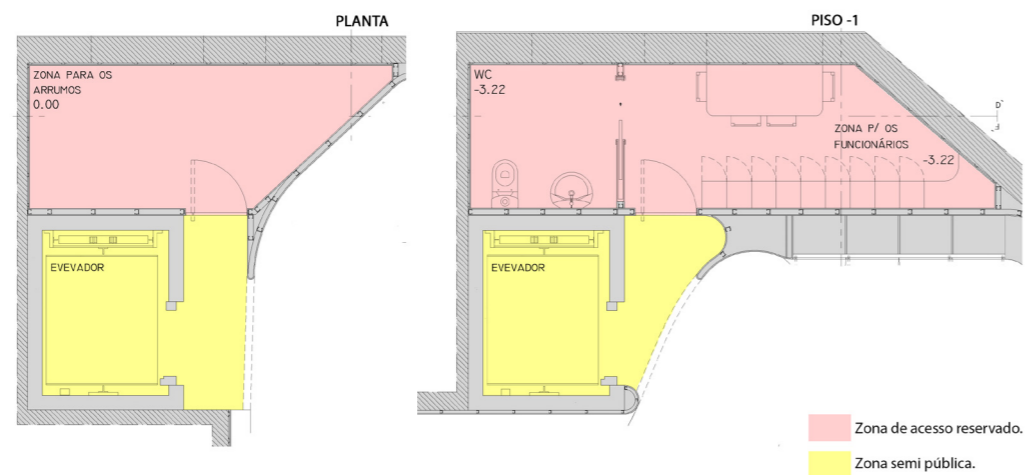 PLANTA
ZONA PARA OS
ARRUMOS
0.00
EVEVADOR
PISO -1
WC
-3.22
ZONA P/ OS
FUNCIONÁRIOS
-3.22
D'
EVEVADOR
Zona de acesso reservado.
Zona semi pública.